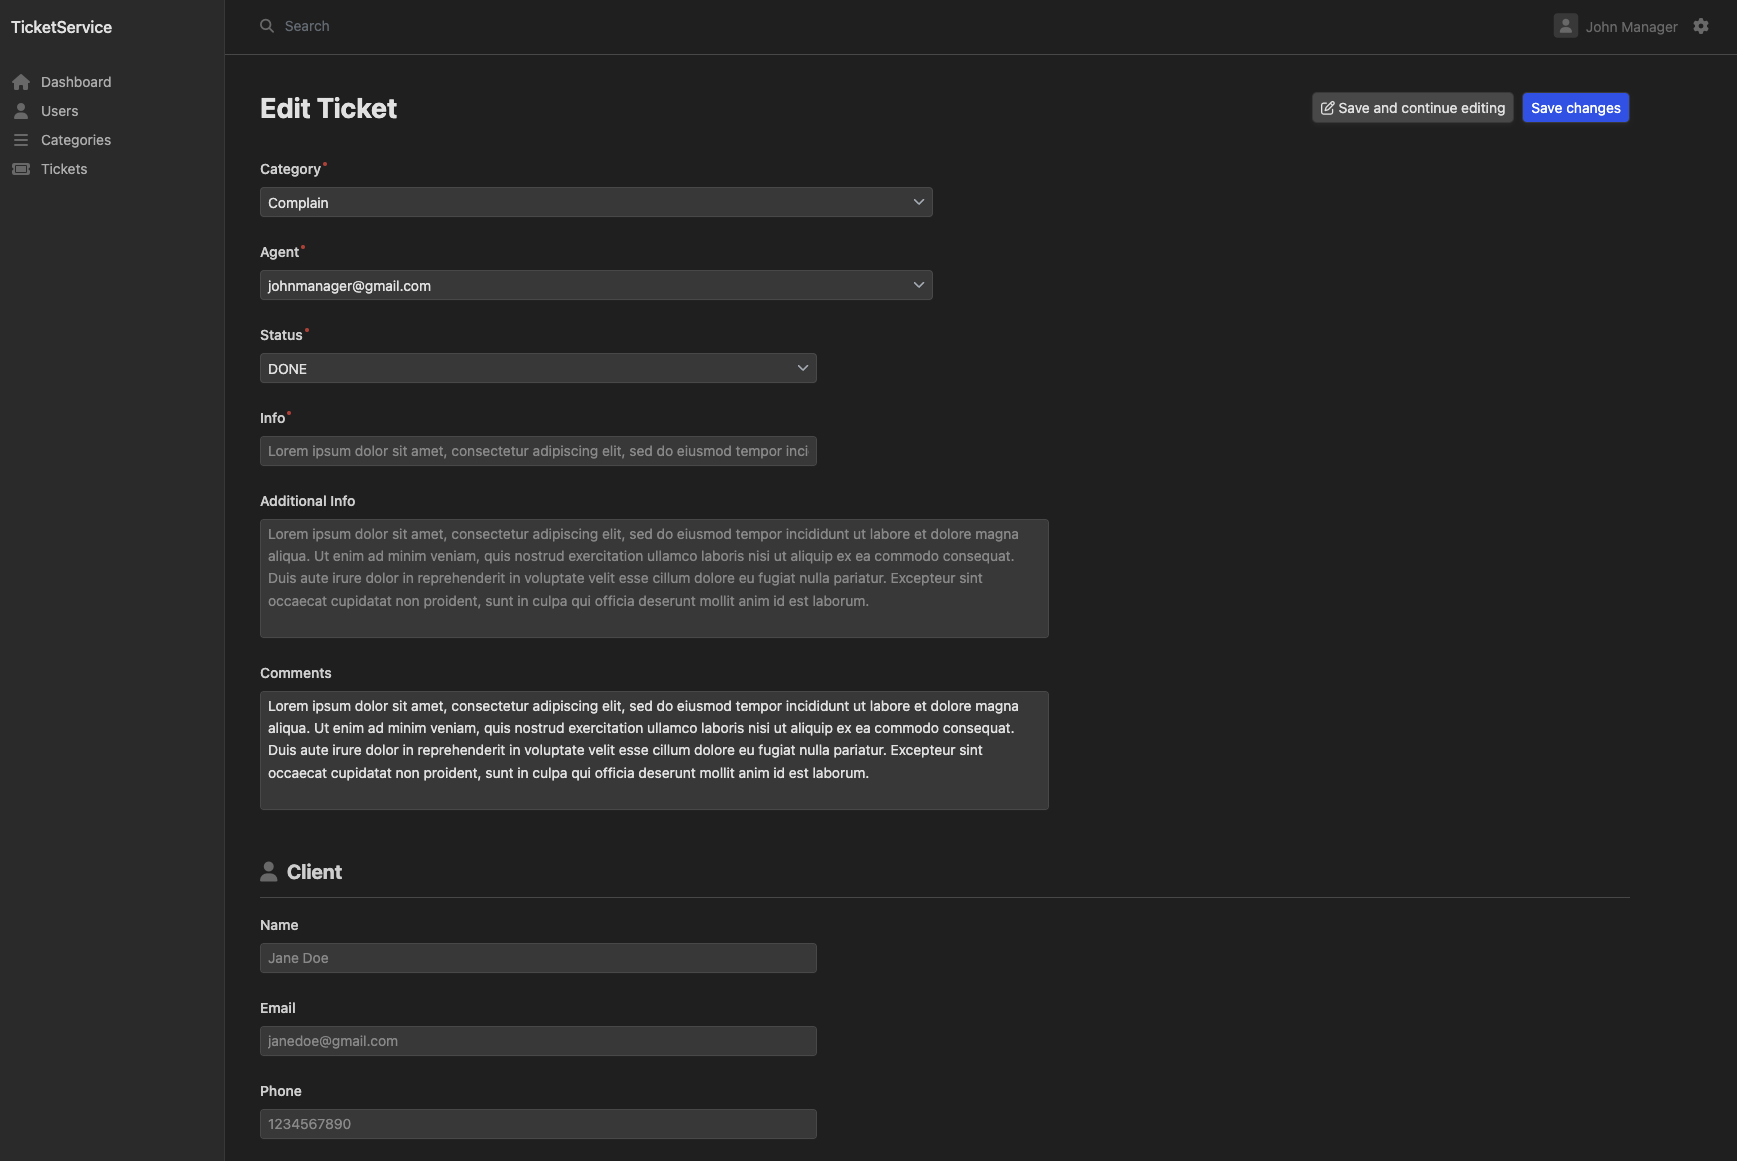 TicketService
Search
John Manager
Dashboard
Users
Categories
Tickets
Edit Ticket
Save and continue editing
Save changes
Category*
Complain
Agent*
johnmanager@gmail.com
Status*
DONE
Info*
Lorem ipsum dolor sit amet, consectetur adipiscing elit, sed do eiusmod tempor inci
Additional Info
Lorem ipsum dolor sit amet, consectetur adipiscing elit, sed do eiusmod tempor incididunt ut labore et dolore magna
aliqua. Ut enim ad minim veniam, quis nostrud exercitation ullamco laboris nisi ut aliquip ex ea commodo consequat.
Duis aute irure dolor in reprehenderit in voluptate velit esse cillum dolore eu fugiat nulla pariatur. Excepteur sint
occaecat cupidatat non proident, sunt in culpa qui officia deserunt mollit anim id est laborum.
Comments
Lorem ipsum dolor sit amet, consectetur adipiscing elit, sed do eiusmod tempor incididunt ut labore et dolore magna
aliqua. Ut enim ad minim veniam, quis nostrud exercitation ullamco laboris nisi ut aliquip ex ea commodo consequat.
Duis aute irure dolor in reprehenderit in voluptate velit esse cillum dolore eu fugiat nulla pariatur. Excepteur sint
occaecat cupidatat non proident, sunt in culpa qui officia deserunt mollit anim id est laborum.
Client
Name
Jane Doe
Email
janedoe@gmail.com
Phone
1234567890